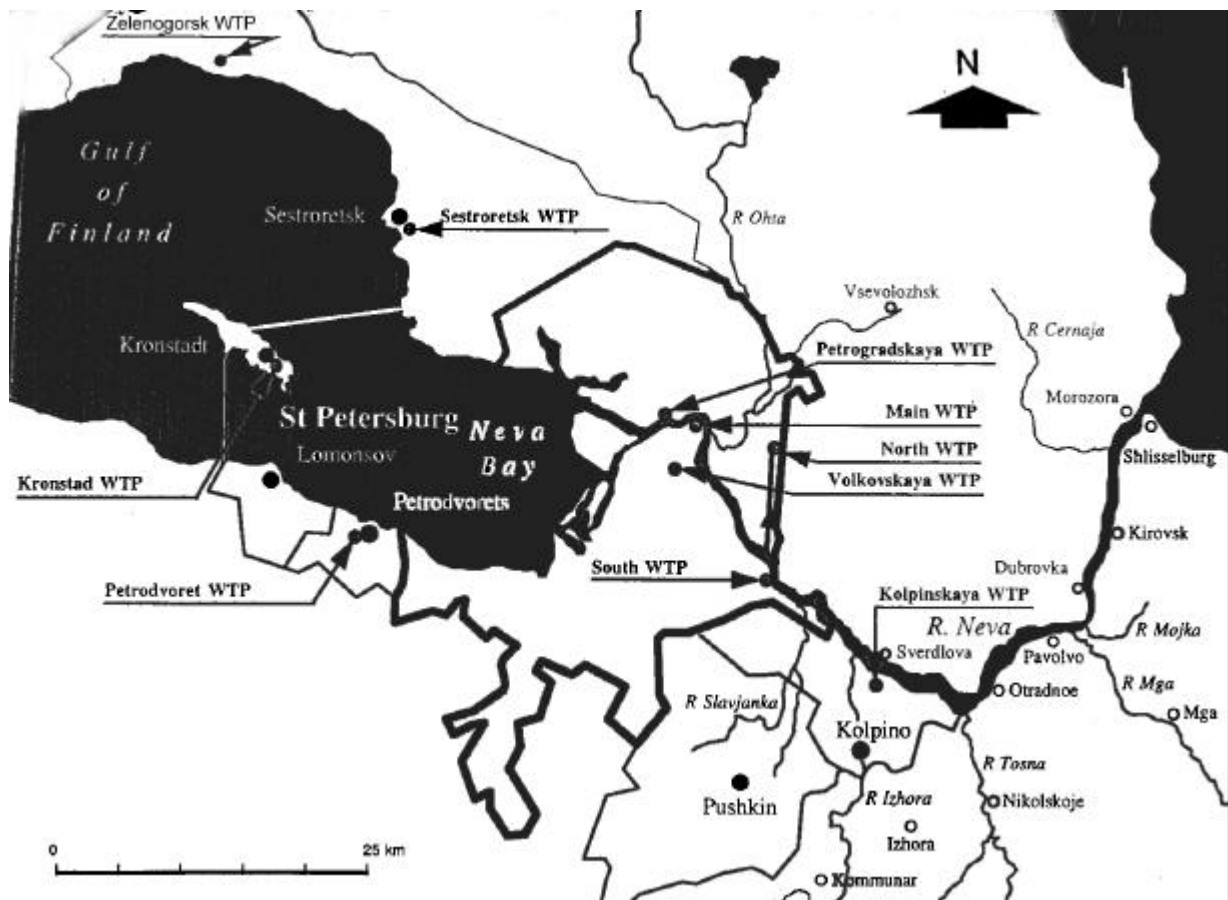 Zelenogorsk WTP
N
Gulf
of
Finland
Sestroretsk
Sestroretsk WTP
R Ohta
Vsevolozhsk
R Cernaja
Kronstadt
Petrogradskaya WTP
Morozora
St Petersburg
Neva
Bay
Main WTP
Lomonsov
North WTP
Shlisselburg
Kronstad WTP
Volkovskaya WTP
Petrodvorets
Kirovsk
South WTP
Dubrovka
Petrodvoret WTP
Kolpinskaya WTP
R. Neva
R Mojka
Sverdlova
Pavolvo
R Mga
R Slavjanka
Otradnoe
Mga
Kolpino
R Tosna
Pushkin
R Izhora
Nikolskoje
Izhora
0
25 km
Kommunar